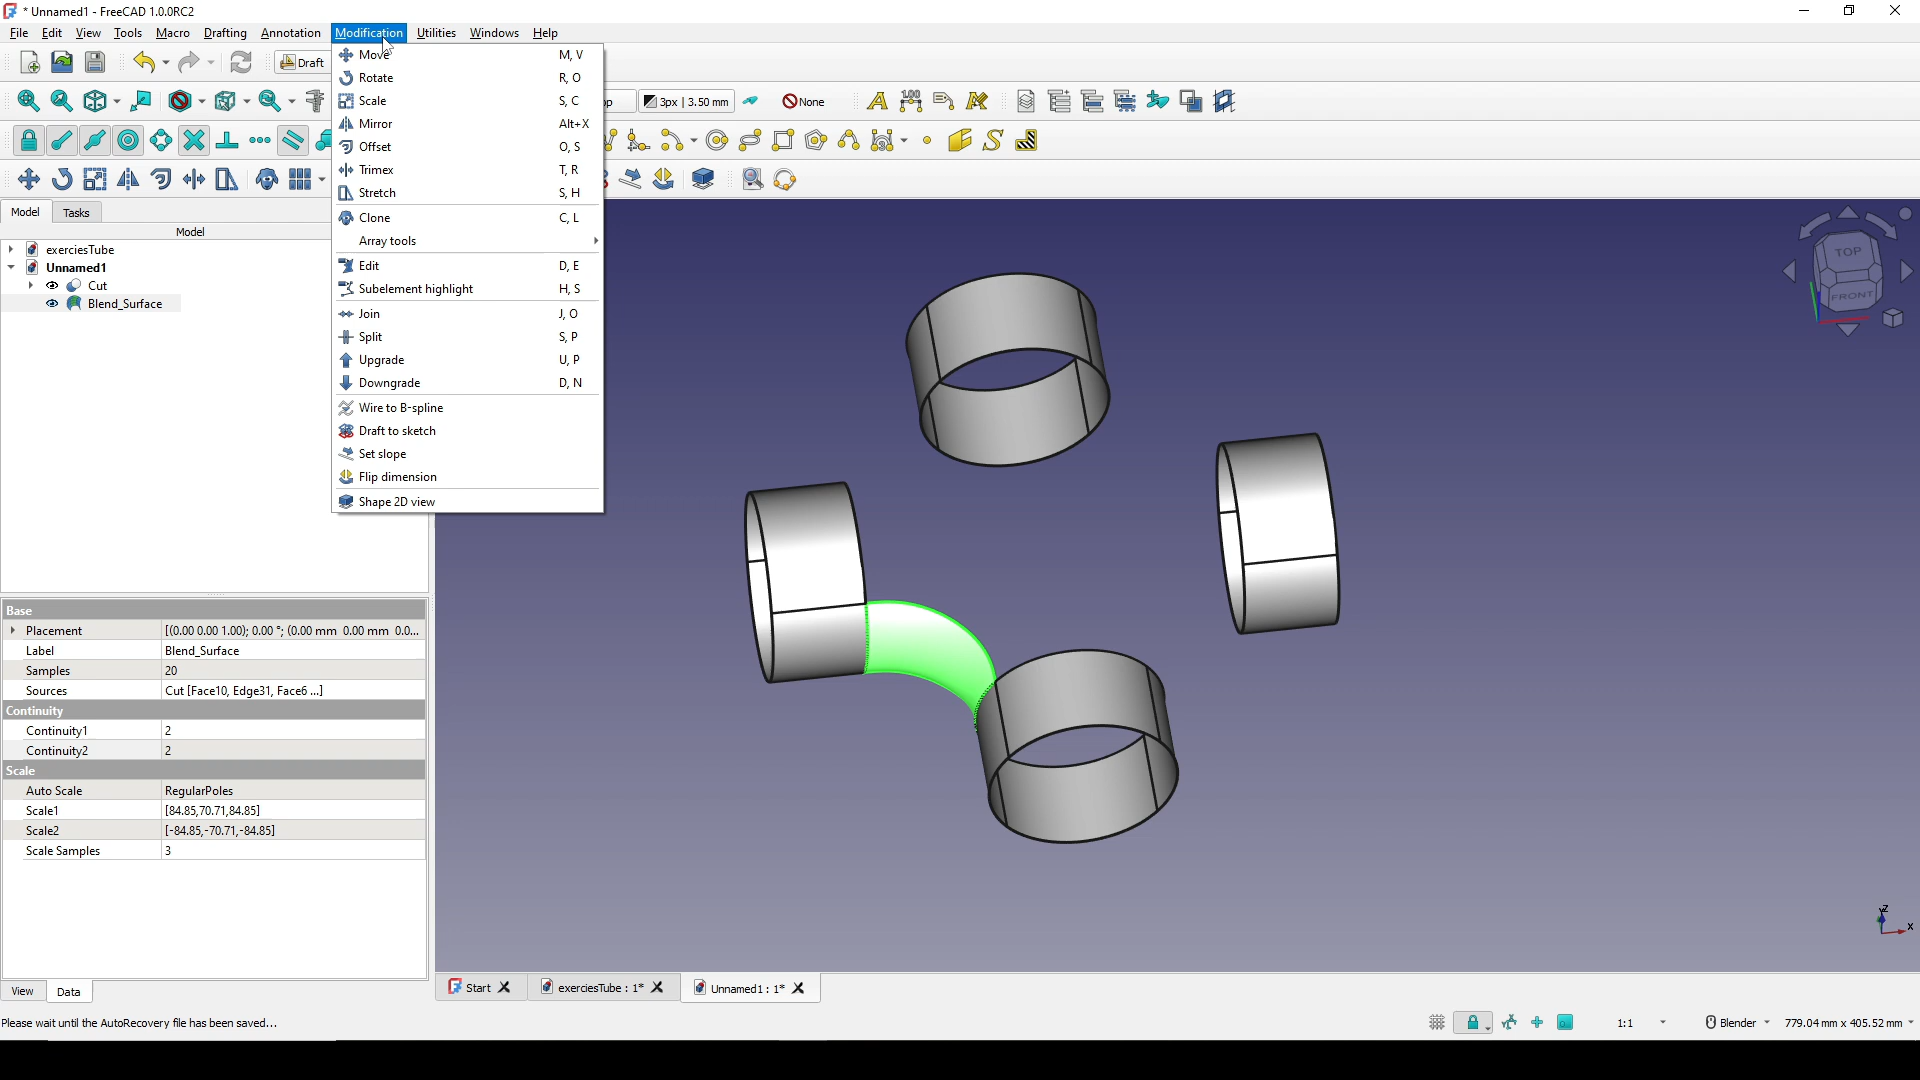 * Unnamed1 - FreeCAD 1.0.0RC2
File Edit View Tools Macro Drafting Annotation Modification Utilities Windows Help
Draft
Move M, V
Rotate R, O
Scale S, C
Mirror Alt+X
Offset O, S
Trimex T, R
Stretch S, H
Clone C, L
Array tools
Edit D, E
Subelement highlight H, S
Join J, O
Split S, P
Upgrade U, P
Downgrade D, N
Wire to B-spline
Draft to sketch
Set slope
Flip dimension
Shape 2D view
3px | 3.50 mm
None
1.00
Model Tasks
Model
exerciesTube
Unnamed1
Cut
Blend_Surface
TOP
FRONT
Base
Placement [(0.00 0.00 1.00); 0.00 °; (0.00 mm 0.00 mm 0.0...
Label Blend_Surface
Samples 20
Sources Cut [Face10, Edge31, Face6 ...]
Continuity
Continuity1 2
Continuity2 2
Scale
Auto Scale RegularPoles
Scale1 [84.85,70.71,84.85]
Scale2 [-84.85,-70.71,-84.85]
Scale Samples 3
Z
X
View Data
Start
exerciesTube : 1*
Unnamed1 : 1*
Please wait until the AutoRecovery file has been saved...
1:1
Blender
779.04 mm x 405.52 mm